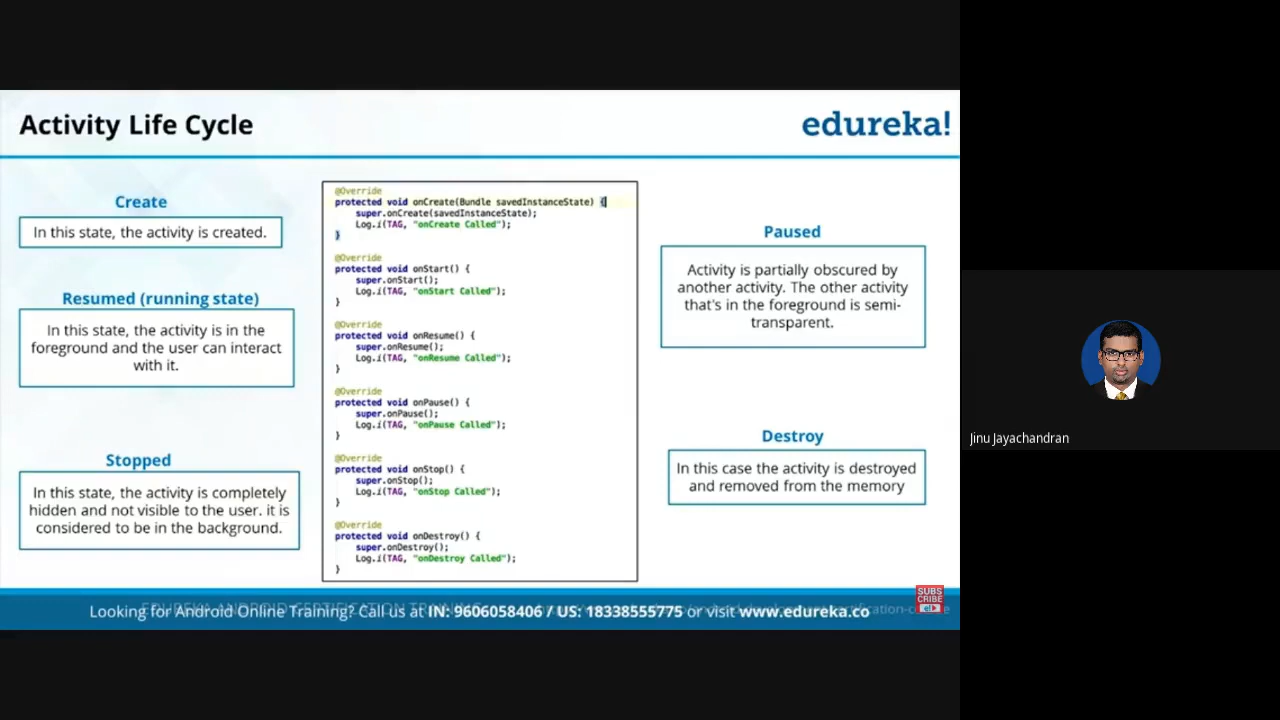 Activity Life Cycle
edureka!
Create
In this state, the activity is created.
Resumed (running state)
In this state, the activity is in the
foreground and the user can interact
with it.
Stopped
In this state, the activity is completely
hidden and not visible to the user. it is
considered to be in the background.
@Override
protected void onCreate(Bundle savedInstanceState) {
super.onCreate(savedInstanceState);
Log.i(TAG, "onCreate Called");
}
@Override
protected void onStart() {
super.onStart();
Log.i(TAG, "onStart Called");
}
@Override
protected void onResume() {
super.onResume();
Log.i(TAG, "onResume Called");
}
@Override
protected void onPause() {
super.onPause();
Log.i(TAG, "onPause Called");
}
@Override
protected void onStop() {
super.onStop();
Log.i(TAG, "onStop Called");
}
@Override
protected void onDestroy() {
super.onDestroy();
Log.i(TAG, "onDestroy Called");
}
Paused
Activity is partially obscured by
another activity. The other activity
that's in the foreground is semi-
transparent.
Destroy
In this case the activity is destroyed
and removed from the memory
SUBS
CRIBE
Looking for Android Online Training? Call us at IN: 9606058406 / US: 18338555775 or visit www.edureka.co
Jinu Jayachandran